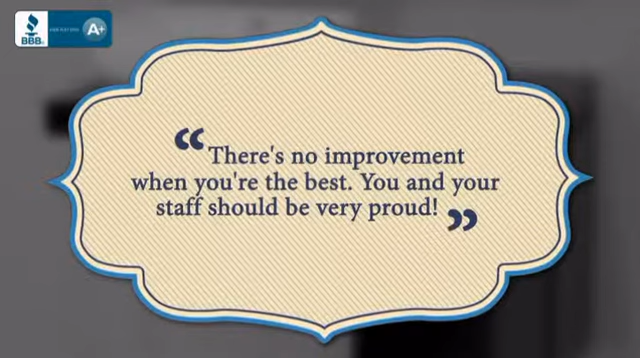 BBB
A+
“There's no improvement
when you're the best. You and your
staff should be very proud!”